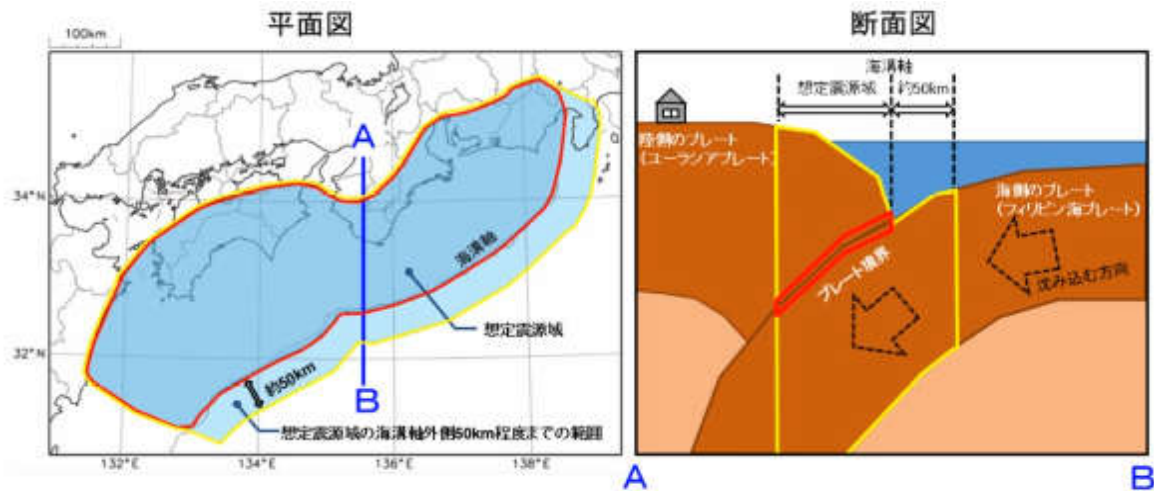 平面図
断面図
100km
A
34°N
32°N
海溝軸
想定震源域
約50km
B
想定震源域の海溝軸外側50km程度までの範囲
132°E
134°E
136°E
138°E
海溝軸
想定震源域
約50km
陸側のプレート
(ユーラシアプレート)
海側のプレート
(フィリピン海プレート)
プレート境界
沈み込む方向
A
B